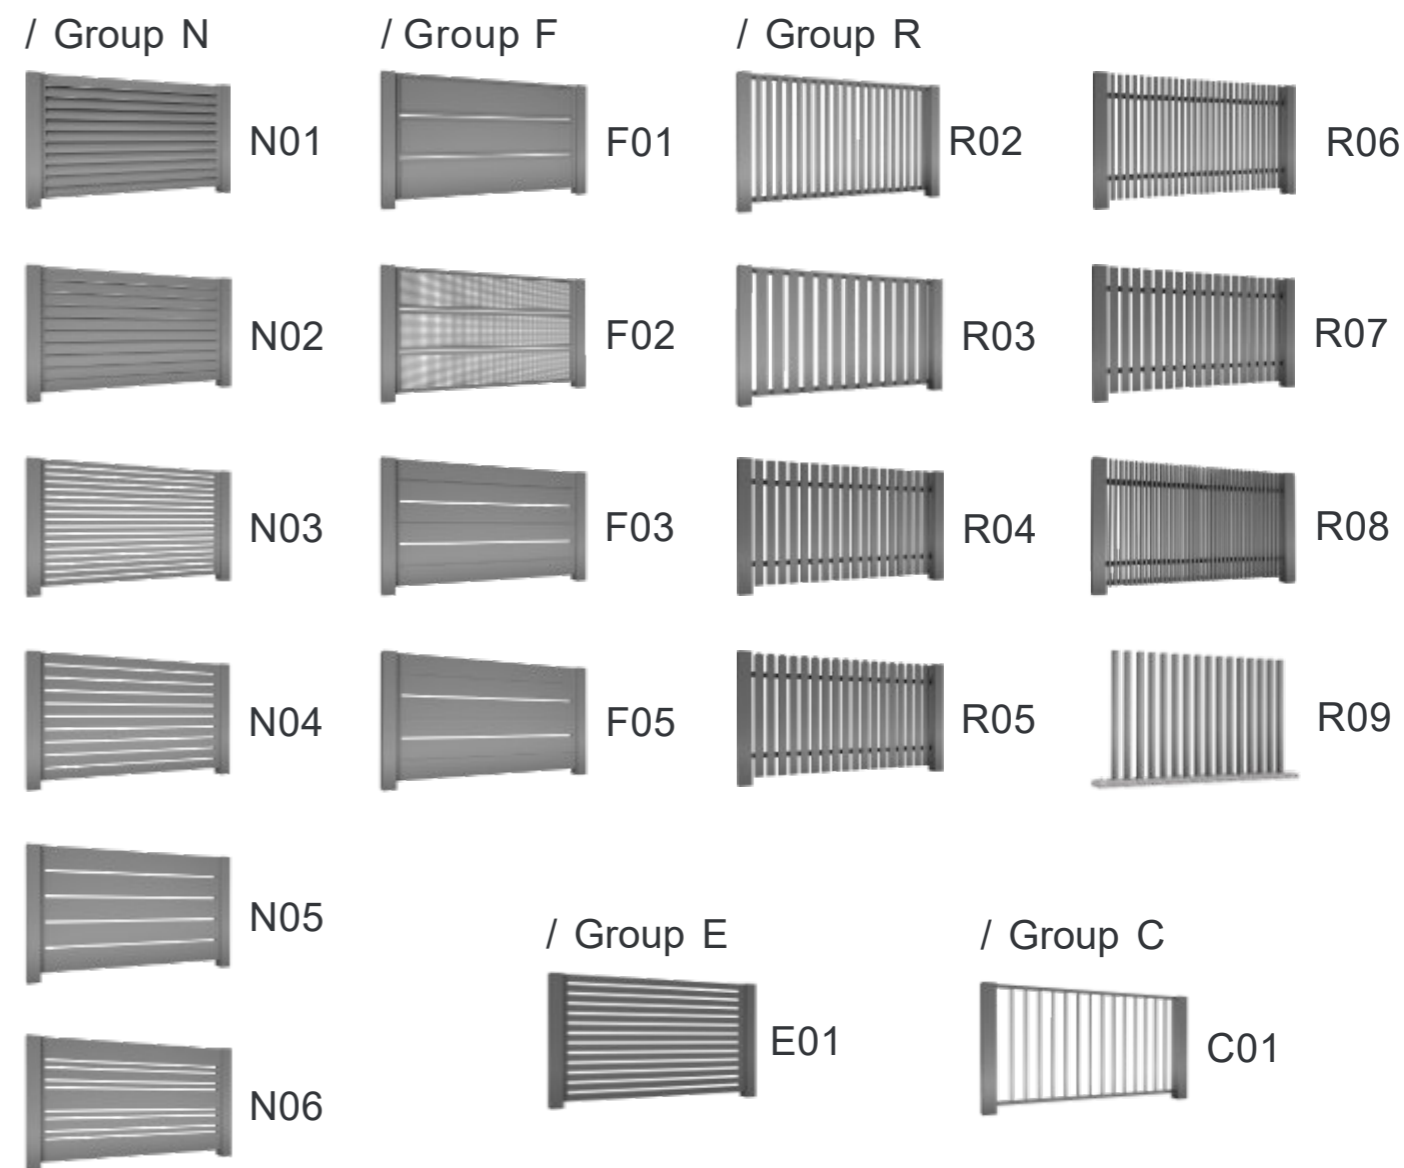 / Group N
N01
N02
N03
N04
N05
N06
/ Group F
F01
F02
F03
F05
/ Group R
R02
R03
R04
R05
R06
R07
R08
R09
/ Group E
E01
/ Group C
C01